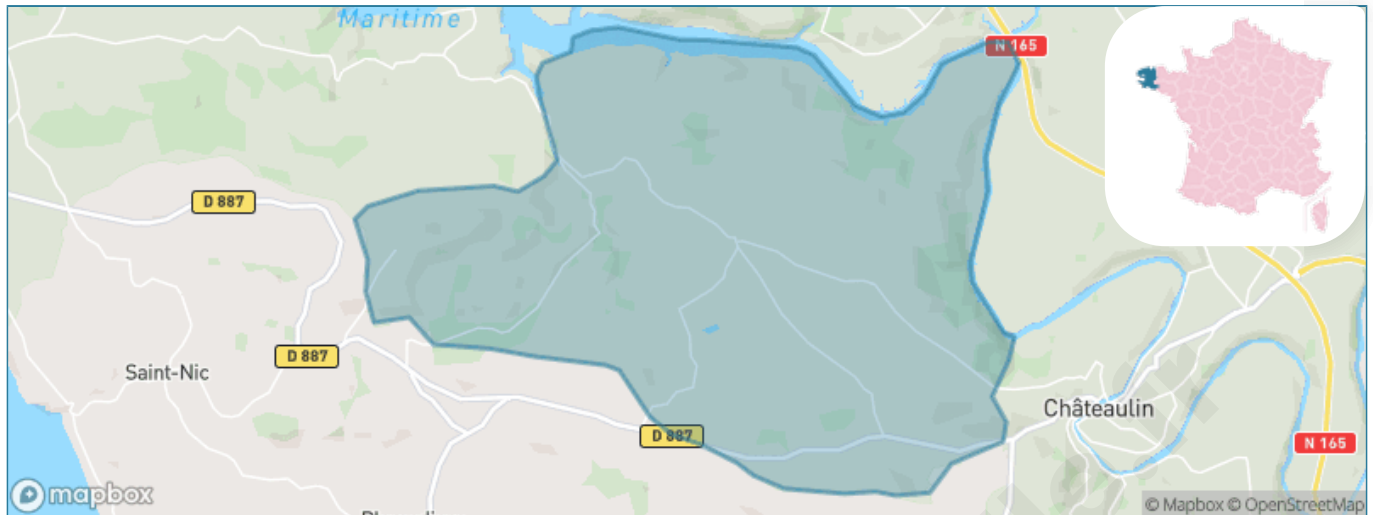 Maritime
N 165
D 887
D 887
Saint-Nic
Châteaulin
D 887
N 165
mapbox
© Mapbox © OpenStreetMap